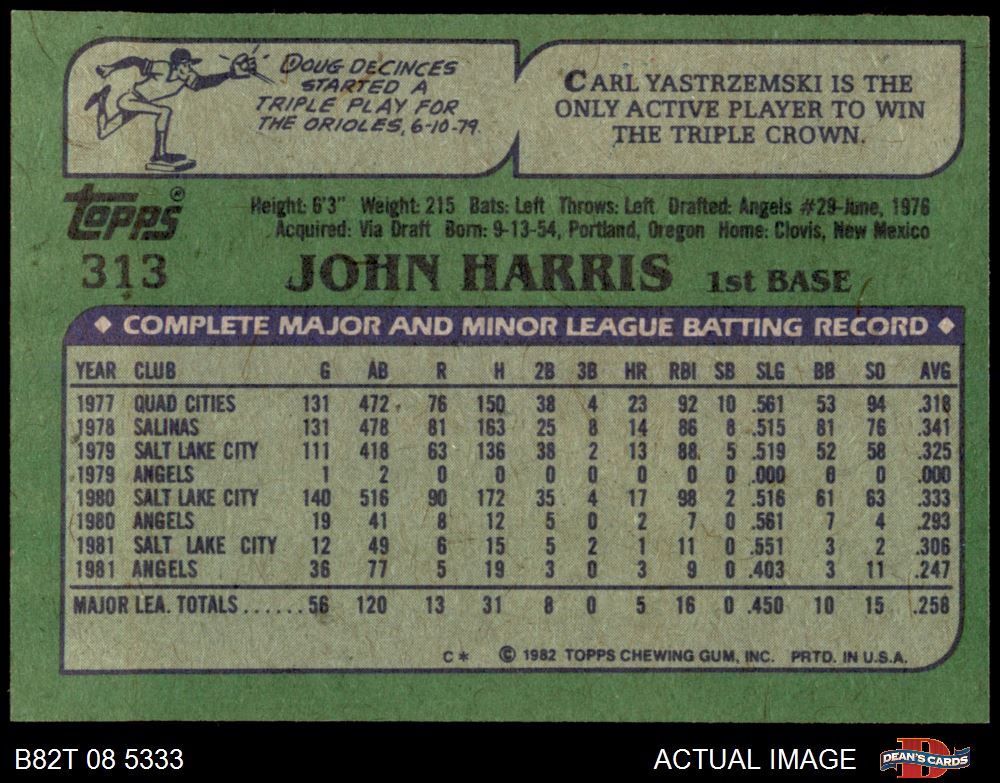 DOUG DECINCES
STARTED A
TRIPLE PLAY FOR
THE ORIOLES, 6-10-79.
CARL YASTRZEMSKI IS THE
ONLY ACTIVE PLAYER TO WIN
THE TRIPLE CROWN.
topps®
313
Height: 6'3" Weight: 215 Bats: Left Throws: Left Drafted: Angels #29-June, 1976
Acquired: Via Draft Born: 9-13-54, Portland, Oregon Home: Clovis, New Mexico
JOHN HARRIS 1st BASE
COMPLETE MAJOR AND MINOR LEAGUE BATTING RECORD
YEAR CLUB G AB R H 2B 3B HR RBI SB SLG BB SO AVG
1977 QUAD CITIES 131 472 76 150 38 4 23 92 10 .561 53 94 .318
1978 SALINAS 131 478 81 163 25 8 14 86 8 .515 81 76 .341
1979 SALT LAKE CITY 111 418 63 136 38 2 13 88 5 .519 52 58 .325
1979 ANGELS 1 2 0 0 0 0 0 0 0 .000 0 0 .000
1980 SALT LAKE CITY 140 516 90 172 35 4 17 98 2 .516 61 63 .333
1980 ANGELS 19 41 8 12 5 0 2 7 0 .561 7 4 .293
1981 SALT LAKE CITY 12 49 6 15 5 2 1 11 0 .551 3 2 .306
1981 ANGELS 36 77 5 19 3 0 3 9 0 .403 3 11 .247
MAJOR LEA. TOTALS......56 120 13 31 8 0 5 16 0 .450 10 15 .258
C* © 1982 TOPPS CHEWING GUM, INC. PRTD. IN U.S.A.
B82T 08 5333 ACTUAL IMAGE DEAN'S CARDS